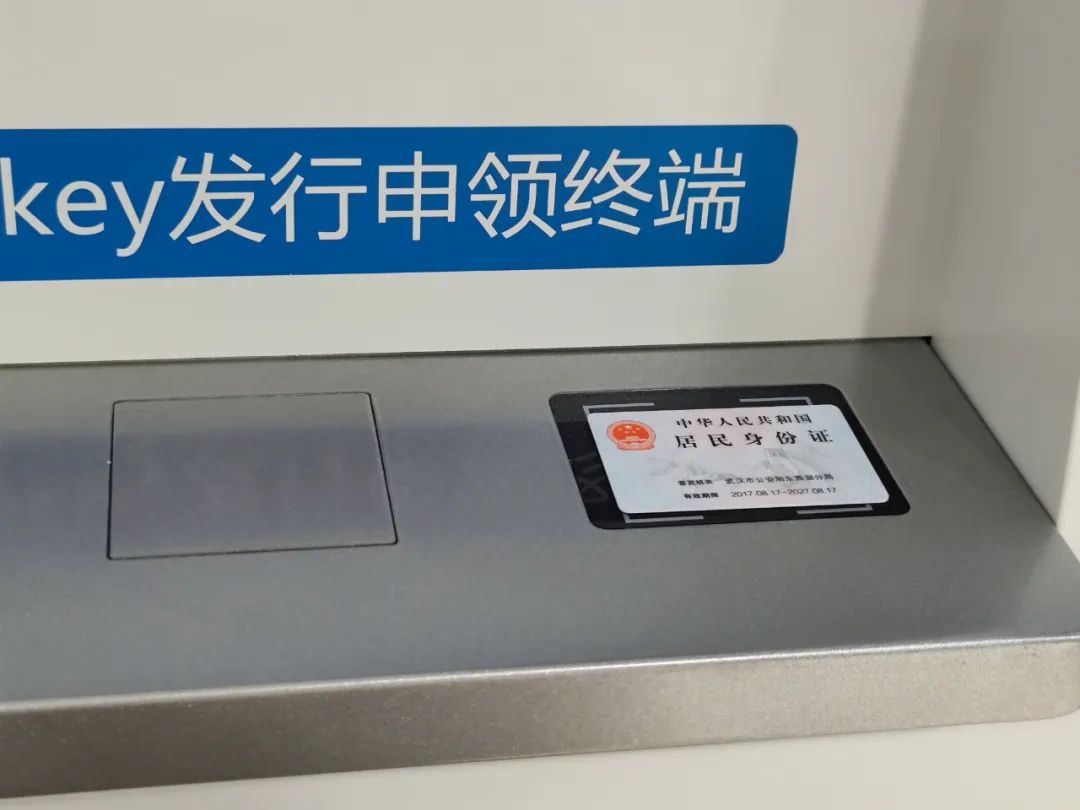 key发行申领终端
中华人民共和国
居民身份证
签发机关 武汉市公安局东西湖分局
有效期限 2017.08.17-2027.08.17